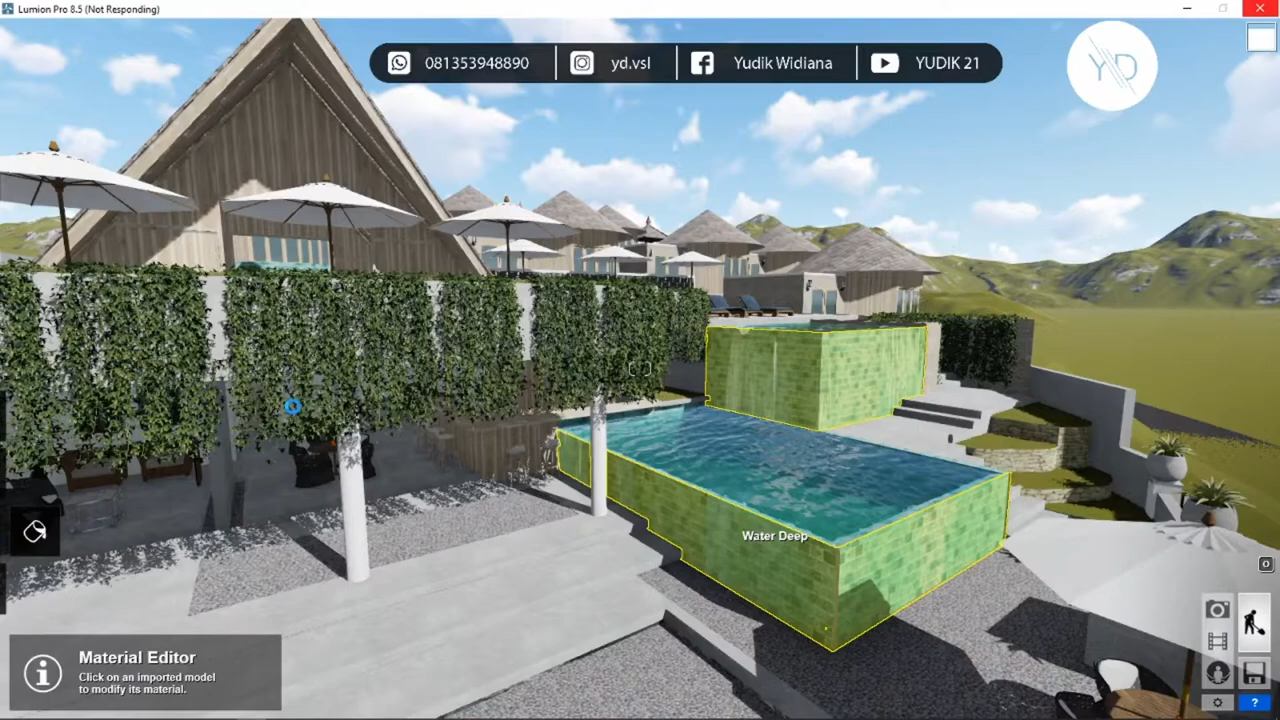 Lumion Pro 8.5 (Not Responding)
081353948890
yd.vsl
Yudik Widiana
YUDIK 21
YD
Water Deep
Material Editor
Click on an imported model
to modify its material.
?